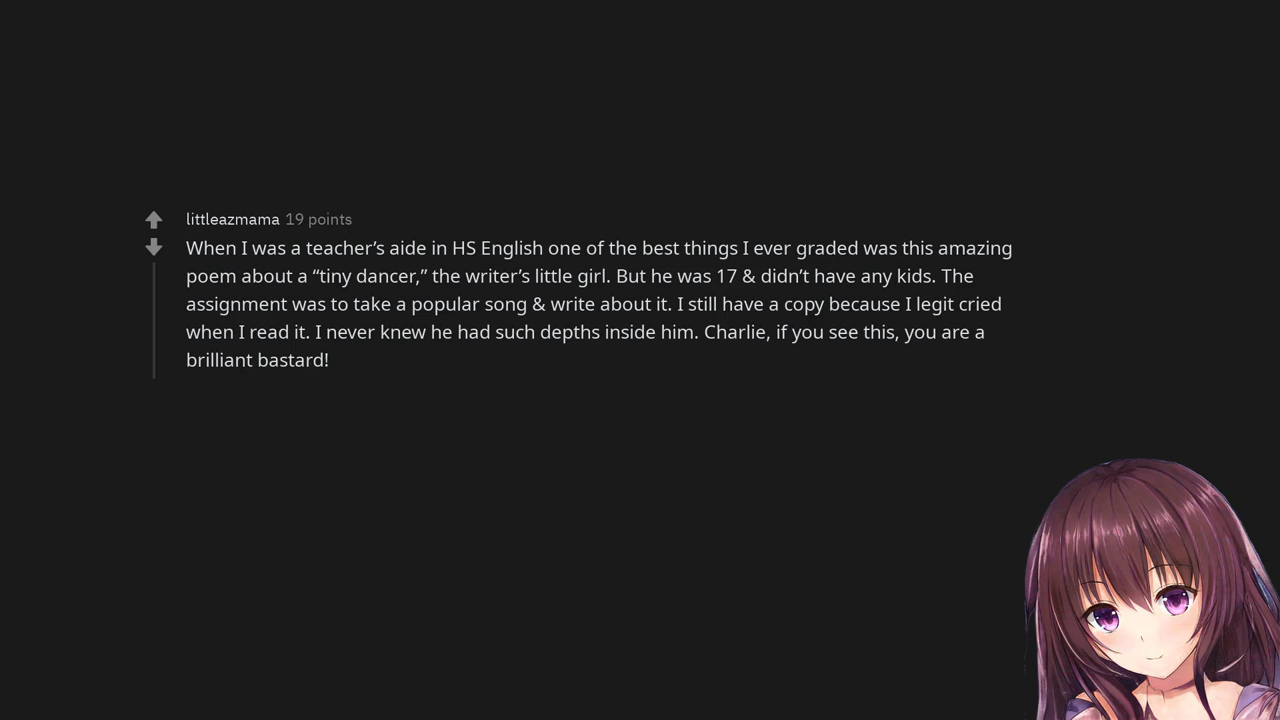 littleazmama 19 points
When I was a teacher’s aide in HS English one of the best things I ever graded was this amazing
poem about a “tiny dancer,” the writer’s little girl. But he was 17 & didn’t have any kids. The
assignment was to take a popular song & write about it. I still have a copy because I legit cried
when I read it. I never knew he had such depths inside him. Charlie, if you see this, you are a
brilliant bastard!